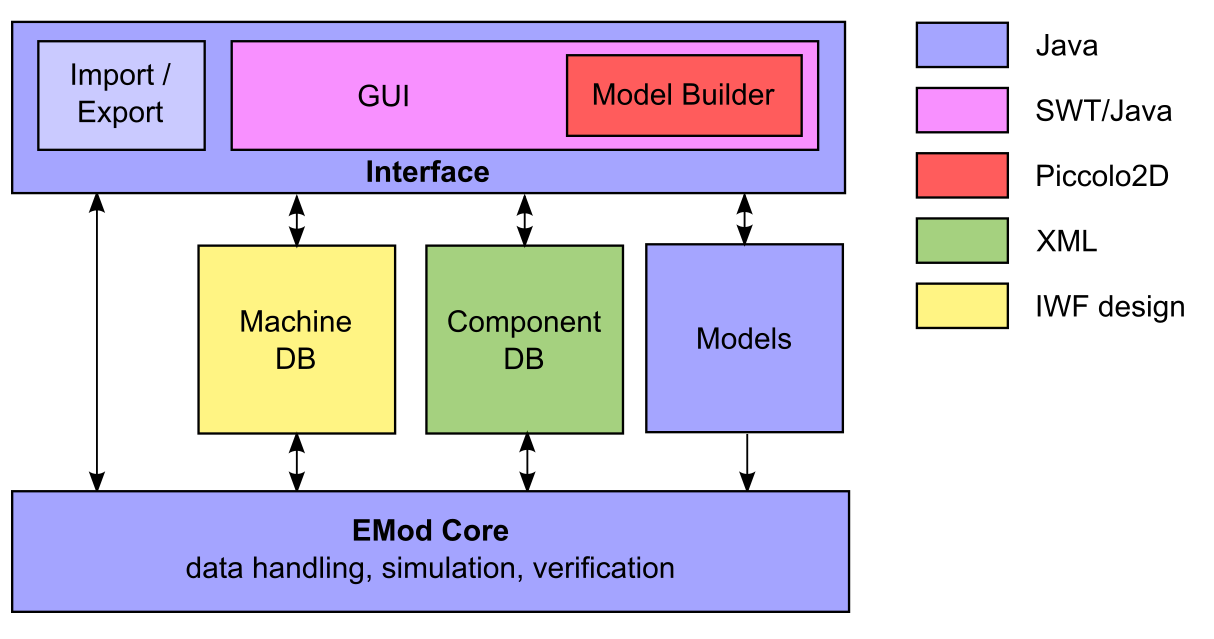 Import /
Export
GUI
Model Builder
Interface
Machine
DB
Component
DB
Models
EMod Core
data handling, simulation, verification
Java
SWT/Java
Piccolo2D
XML
IWF design